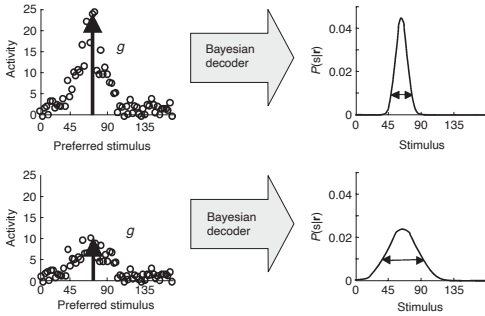 25
20
15
10
5
0
Activity
g
0 45 90 135
Preferred stimulus
Bayesian
decoder
0.04
0.02
0
P(s|r)
0 45 90 135
Stimulus
25
20
15
10
5
0
Activity
g
0 45 90 135
Preferred stimulus
Bayesian
decoder
0.04
0.02
0
P(s|r)
0 45 90 135
Stimulus